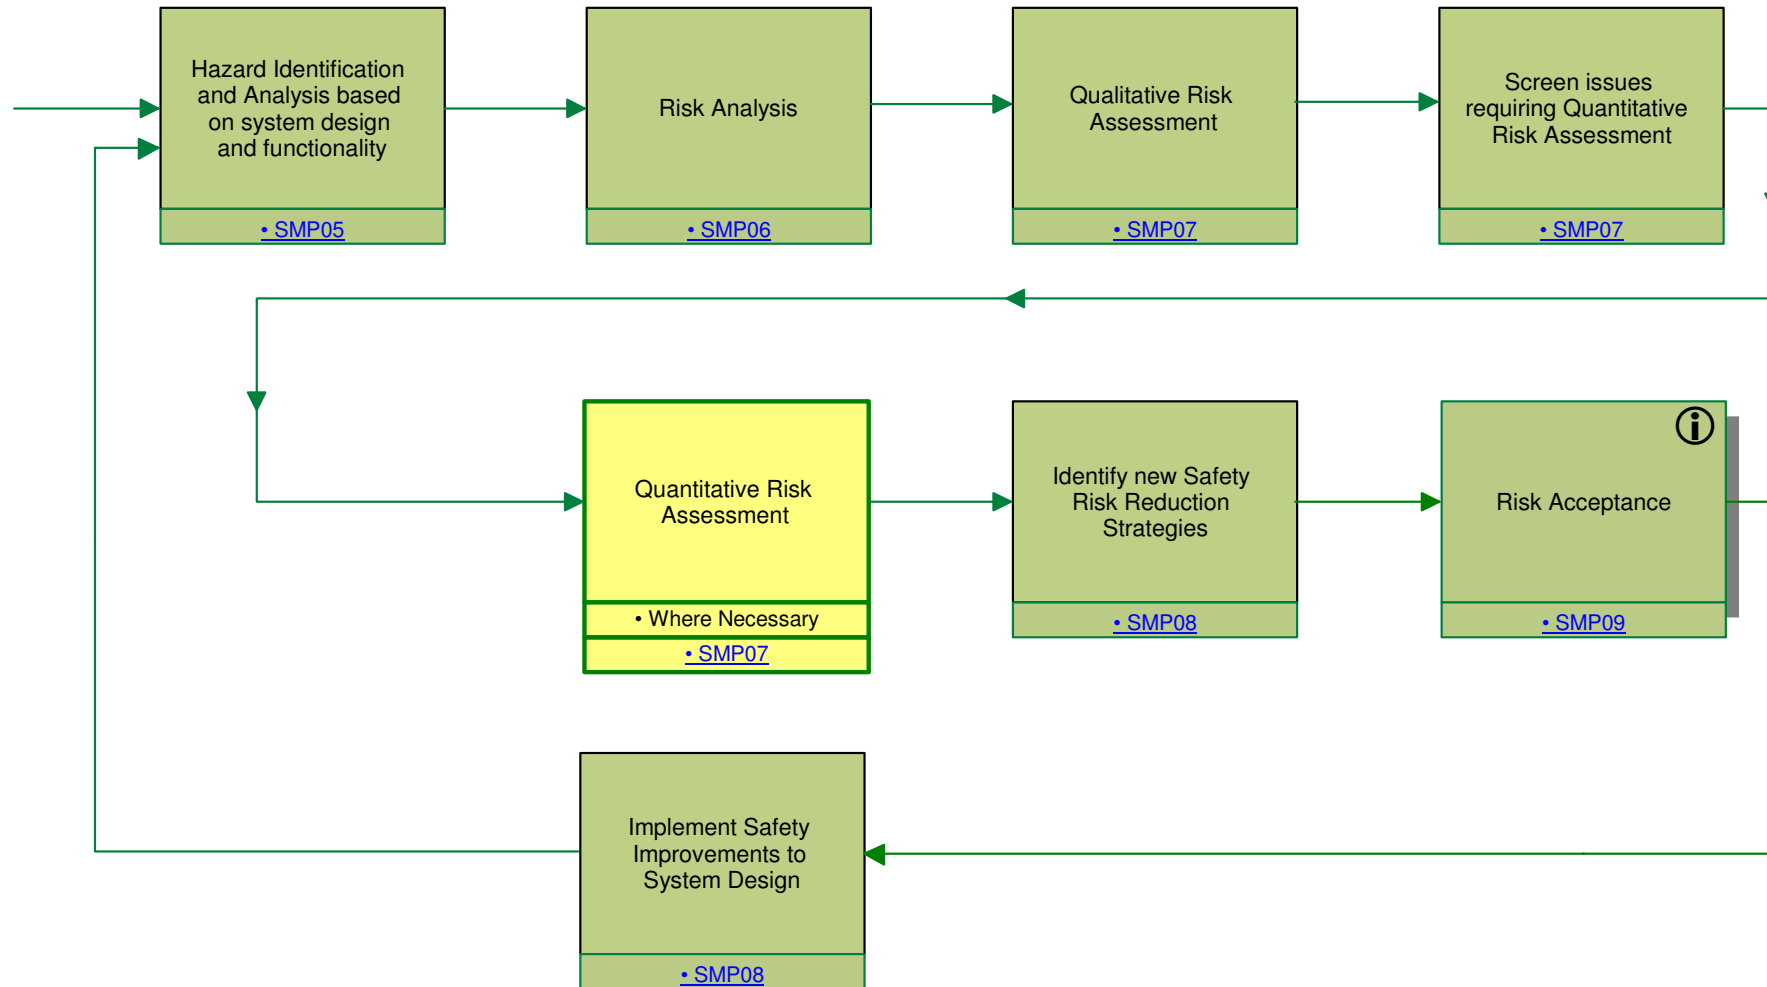 Hazard Identification
and Analysis based
on system design
and functionality
• SMP05
Risk Analysis
• SMP06
Qualitative Risk
Assessment
• SMP07
Screen issues
requiring Quantitative
Risk Assessment
• SMP07
Quantitative Risk
Assessment
• Where Necessary
• SMP07
Identify new Safety
Risk Reduction
Strategies
• SMP08
Risk Acceptance
• SMP09
Implement Safety
Improvements to
System Design
• SMP08